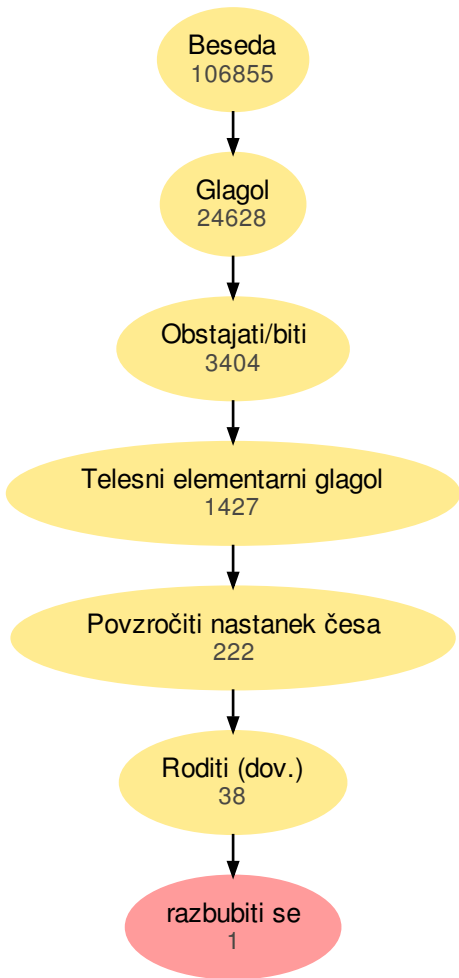 Beseda
106855
Glagol
24628
Obstajati/biti
3404
Telesni elementarni glagol
1427
Povzročiti nastanek česa
222
Roditi (dov.)
38
razbubiti se
1